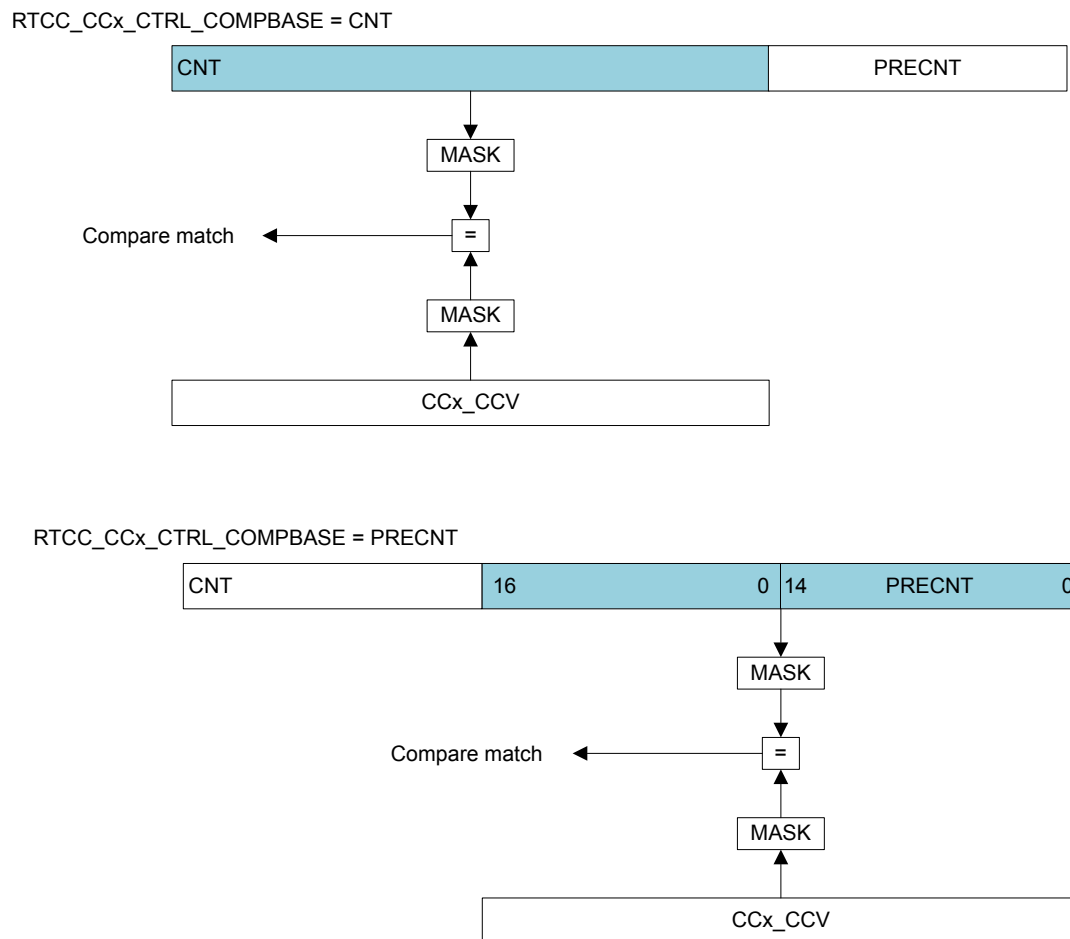 RTCC_CCx_CTRL_COMPBASE = CNT
CNT PRECNT
MASK
Compare match =
MASK
CCx_CCV
RTCC_CCx_CTRL_COMPBASE = PRECNT
CNT 16 0 14 PRECNT 0
MASK
Compare match =
MASK
CCx_CCV